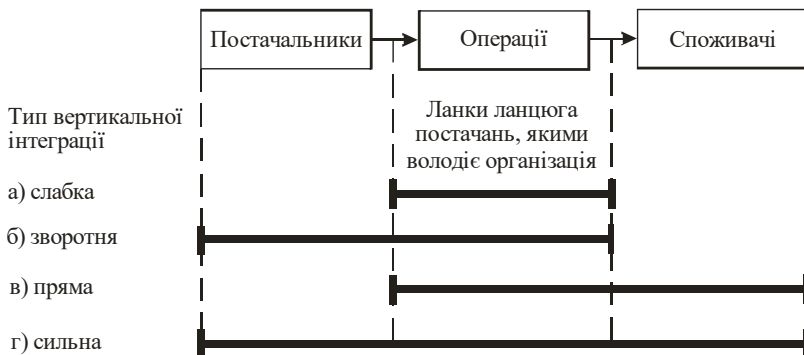 Постачальники
Операції
Споживачі
Тип вертикальної
інтеграції
Ланки ланцюга
постачань, якими
володіє організація
а) слабка
б) зворотня
в) пряма
г) сильна